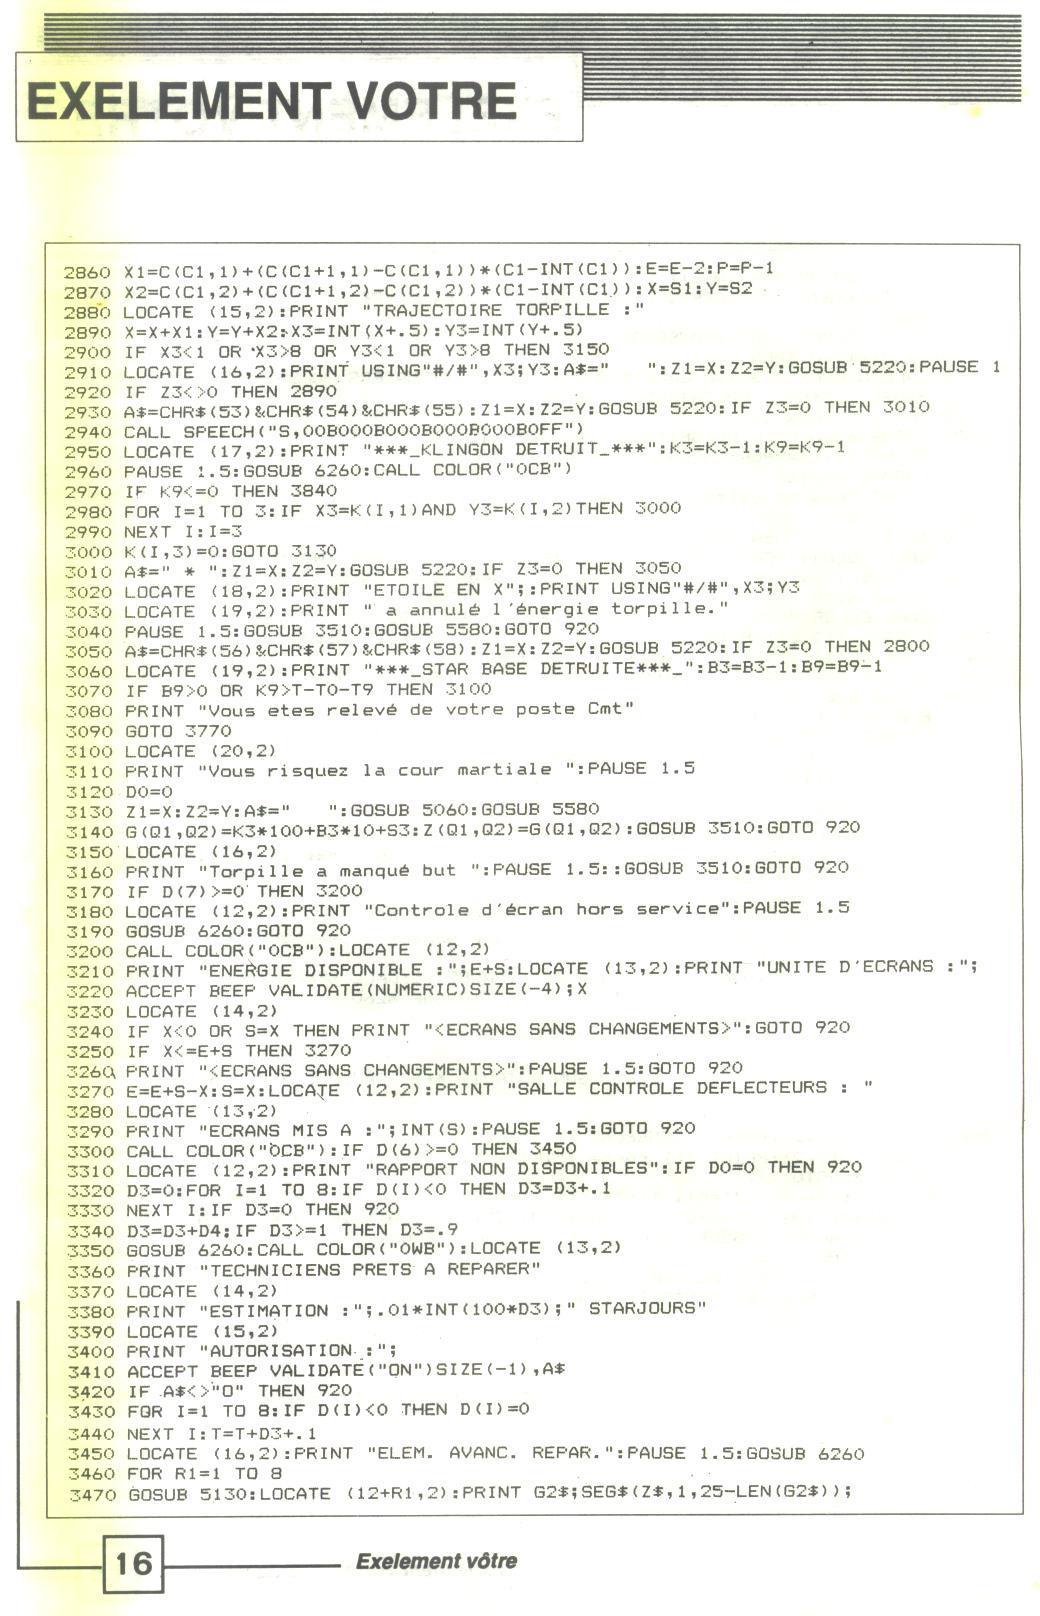 EXELEMENT VOTRE
2860 X1=C(C1,1)+(C(C1+1,1)-C(C1,1))*(C1-INT(C1)):E=E-2:P=P-1
2870 X2=C(C1,2)+(C(C1+1,2)-C(C1,2))*(C1-INT(C1)):X=S1:Y=S2
2880 LOCATE (15,2):PRINT "TRAJECTOIRE TORPILLE :"
2890 X=X+X1:Y=Y+X2:X3=INT(X+.5):Y3=INT(Y+.5)
2900 IF X3<1 OR X3>8 OR Y3<1 OR Y3>8 THEN 3150
2910 LOCATE (16,2):PRINT USING"#/#",X3;Y3:A$="   ":Z1=X:Z2=Y:GOSUB 5220:PAUSE 1
2920 IF Z3<>0 THEN 2890
2930 A$=CHR$(53)&CHR$(54)&CHR$(55):Z1=X:Z2=Y:GOSUB 5220:IF Z3=0 THEN 3010
2940 CALL SPEECH("S,00B000B000B000B000B0FF")
2950 LOCATE (17,2):PRINT "***_KLINGON DETRUIT_***":K3=K3-1:K9=K9-1
2960 PAUSE 1.5:GOSUB 6260:CALL COLOR("0CB")
2970 IF K9<=0 THEN 3840
2980 FOR I=1 TO 3:IF X3=K(I,1)AND Y3=K(I,2)THEN 3000
2990 NEXT I:I=3
3000 K(I,3)=0:GOTO 3130
3010 A$=" * ":Z1=X:Z2=Y:GOSUB 5220:IF Z3=0 THEN 3050
3020 LOCATE (18,2):PRINT "ETOILE EN X";:PRINT USING"#/#",X3;Y3
3030 LOCATE (19,2):PRINT " a annulé l'énergie torpille."
3040 PAUSE 1.5:GOSUB 3510:GOSUB 5580:GOTO 920
3050 A$=CHR$(56)&CHR$(57)&CHR$(58):Z1=X:Z2=Y:GOSUB 5220:IF Z3=0 THEN 2800
3060 LOCATE (19,2):PRINT "***_STAR BASE DETRUITE***_":B3=B3-1:B9=B9-1
3070 IF B9>0 OR K9>T-T0-T9 THEN 3100
3080 PRINT "Vous etes relevé de votre poste Cmt"
3090 GOTO 3770
3100 LOCATE (20,2)
3110 PRINT "Vous risquez la cour martiale ":PAUSE 1.5
3120 D0=0
3130 Z1=X:Z2=Y:A$="   ":GOSUB 5060:GOSUB 5580
3140 G(Q1,Q2)=K3*100+B3*10+S3:Z(Q1,Q2)=G(Q1,Q2):GOSUB 3510:GOTO 920
3150 LOCATE (16,2)
3160 PRINT "Torpille a manqué but ":PAUSE 1.5::GOSUB 3510:GOTO 920
3170 IF D(7)>=0 THEN 3200
3180 LOCATE (12,2):PRINT "Controle d'écran hors service":PAUSE 1.5
3190 GOSUB 6260:GOTO 920
3200 CALL COLOR("0CB"):LOCATE (12,2)
3210 PRINT "ENERGIE DISPONIBLE :";E+S:LOCATE (13,2):PRINT "UNITE D'ECRANS :";
3220 ACCEPT BEEP VALIDATE(NUMERIC)SIZE(-4);X
3230 LOCATE (14,2)
3240 IF X<0 OR S=X THEN PRINT "<ECRANS SANS CHANGEMENTS>":GOTO 920
3250 IF X<=E+S THEN 3270
3260 PRINT "<ECRANS SANS CHANGEMENTS>":PAUSE 1.5:GOTO 920
3270 E=E+S-X:S=X:LOCATE (12,2):PRINT "SALLE CONTROLE DEFLECTEURS : "
3280 LOCATE (13,2)
3290 PRINT "ECRANS MIS A :";INT(S):PAUSE 1.5:GOTO 920
3300 CALL COLOR("0CB"):IF D(6)>=0 THEN 3450
3310 LOCATE (12,2):PRINT "RAPPORT NON DISPONIBLES":IF D0=0 THEN 920
3320 D3=0:FOR I=1 TO 8:IF D(I)<0 THEN D3=D3+.1
3330 NEXT I:IF D3=0 THEN 920
3340 D3=D3+D4:IF D3>=1 THEN D3=.9
3350 GOSUB 6260:CALL COLOR("0WB"):LOCATE (13,2)
3360 PRINT "TECHNICIENS PRETS A REPARER"
3370 LOCATE (14,2)
3380 PRINT "ESTIMATION :";.01*INT(100*D3);" STARJOURS"
3390 LOCATE (15,2)
3400 PRINT "AUTORISATION :";
3410 ACCEPT BEEP VALIDATE("ON")SIZE(-1),A$
3420 IF A$<>"O" THEN 920
3430 FOR I=1 TO 8:IF D(I)<0 THEN D(I)=0
3440 NEXT I:T=T+D3+.1
3450 LOCATE (16,2):PRINT "ELEM. AVANC. REPAR.":PAUSE 1.5:GOSUB 6260
3460 FOR R1=1 TO 8
3470 GOSUB 5130:LOCATE (12+R1,2):PRINT G2$;SEG$(Z$,1,25-LEN(G2$));
16
Exelement vôtre